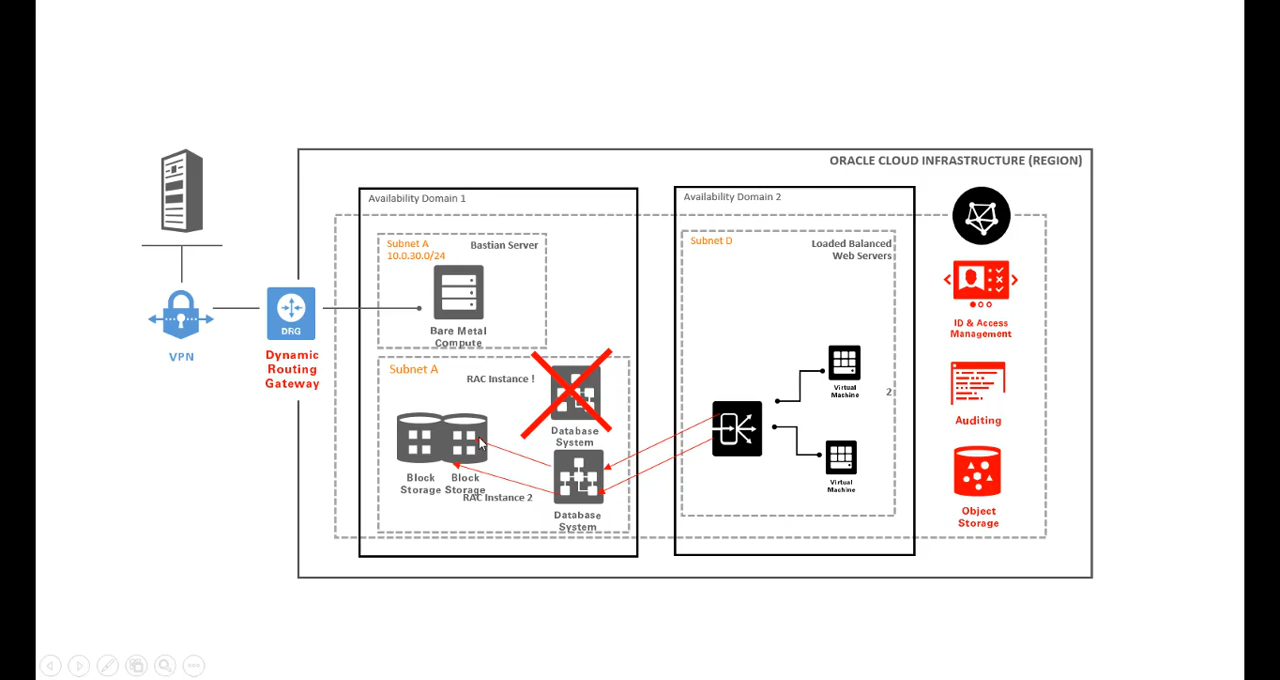 ORACLE CLOUD INFRASTRUCTURE (REGION)
Availability Domain 1
Availability Domain 2
Subnet A
10.0.30.0/24
Bastian Server
Bare Metal
Compute
Subnet D
Loaded Balanced
Web Servers
VPN
DRG
Dynamic
Routing
Gateway
Subnet A
RAC Instance !
Database
System
Block
Storage
Block
Storage
RAC Instance 2
Database
System
Virtual
Machine
2
Virtual
Machine
ID & Access
Management
Auditing
Object
Storage